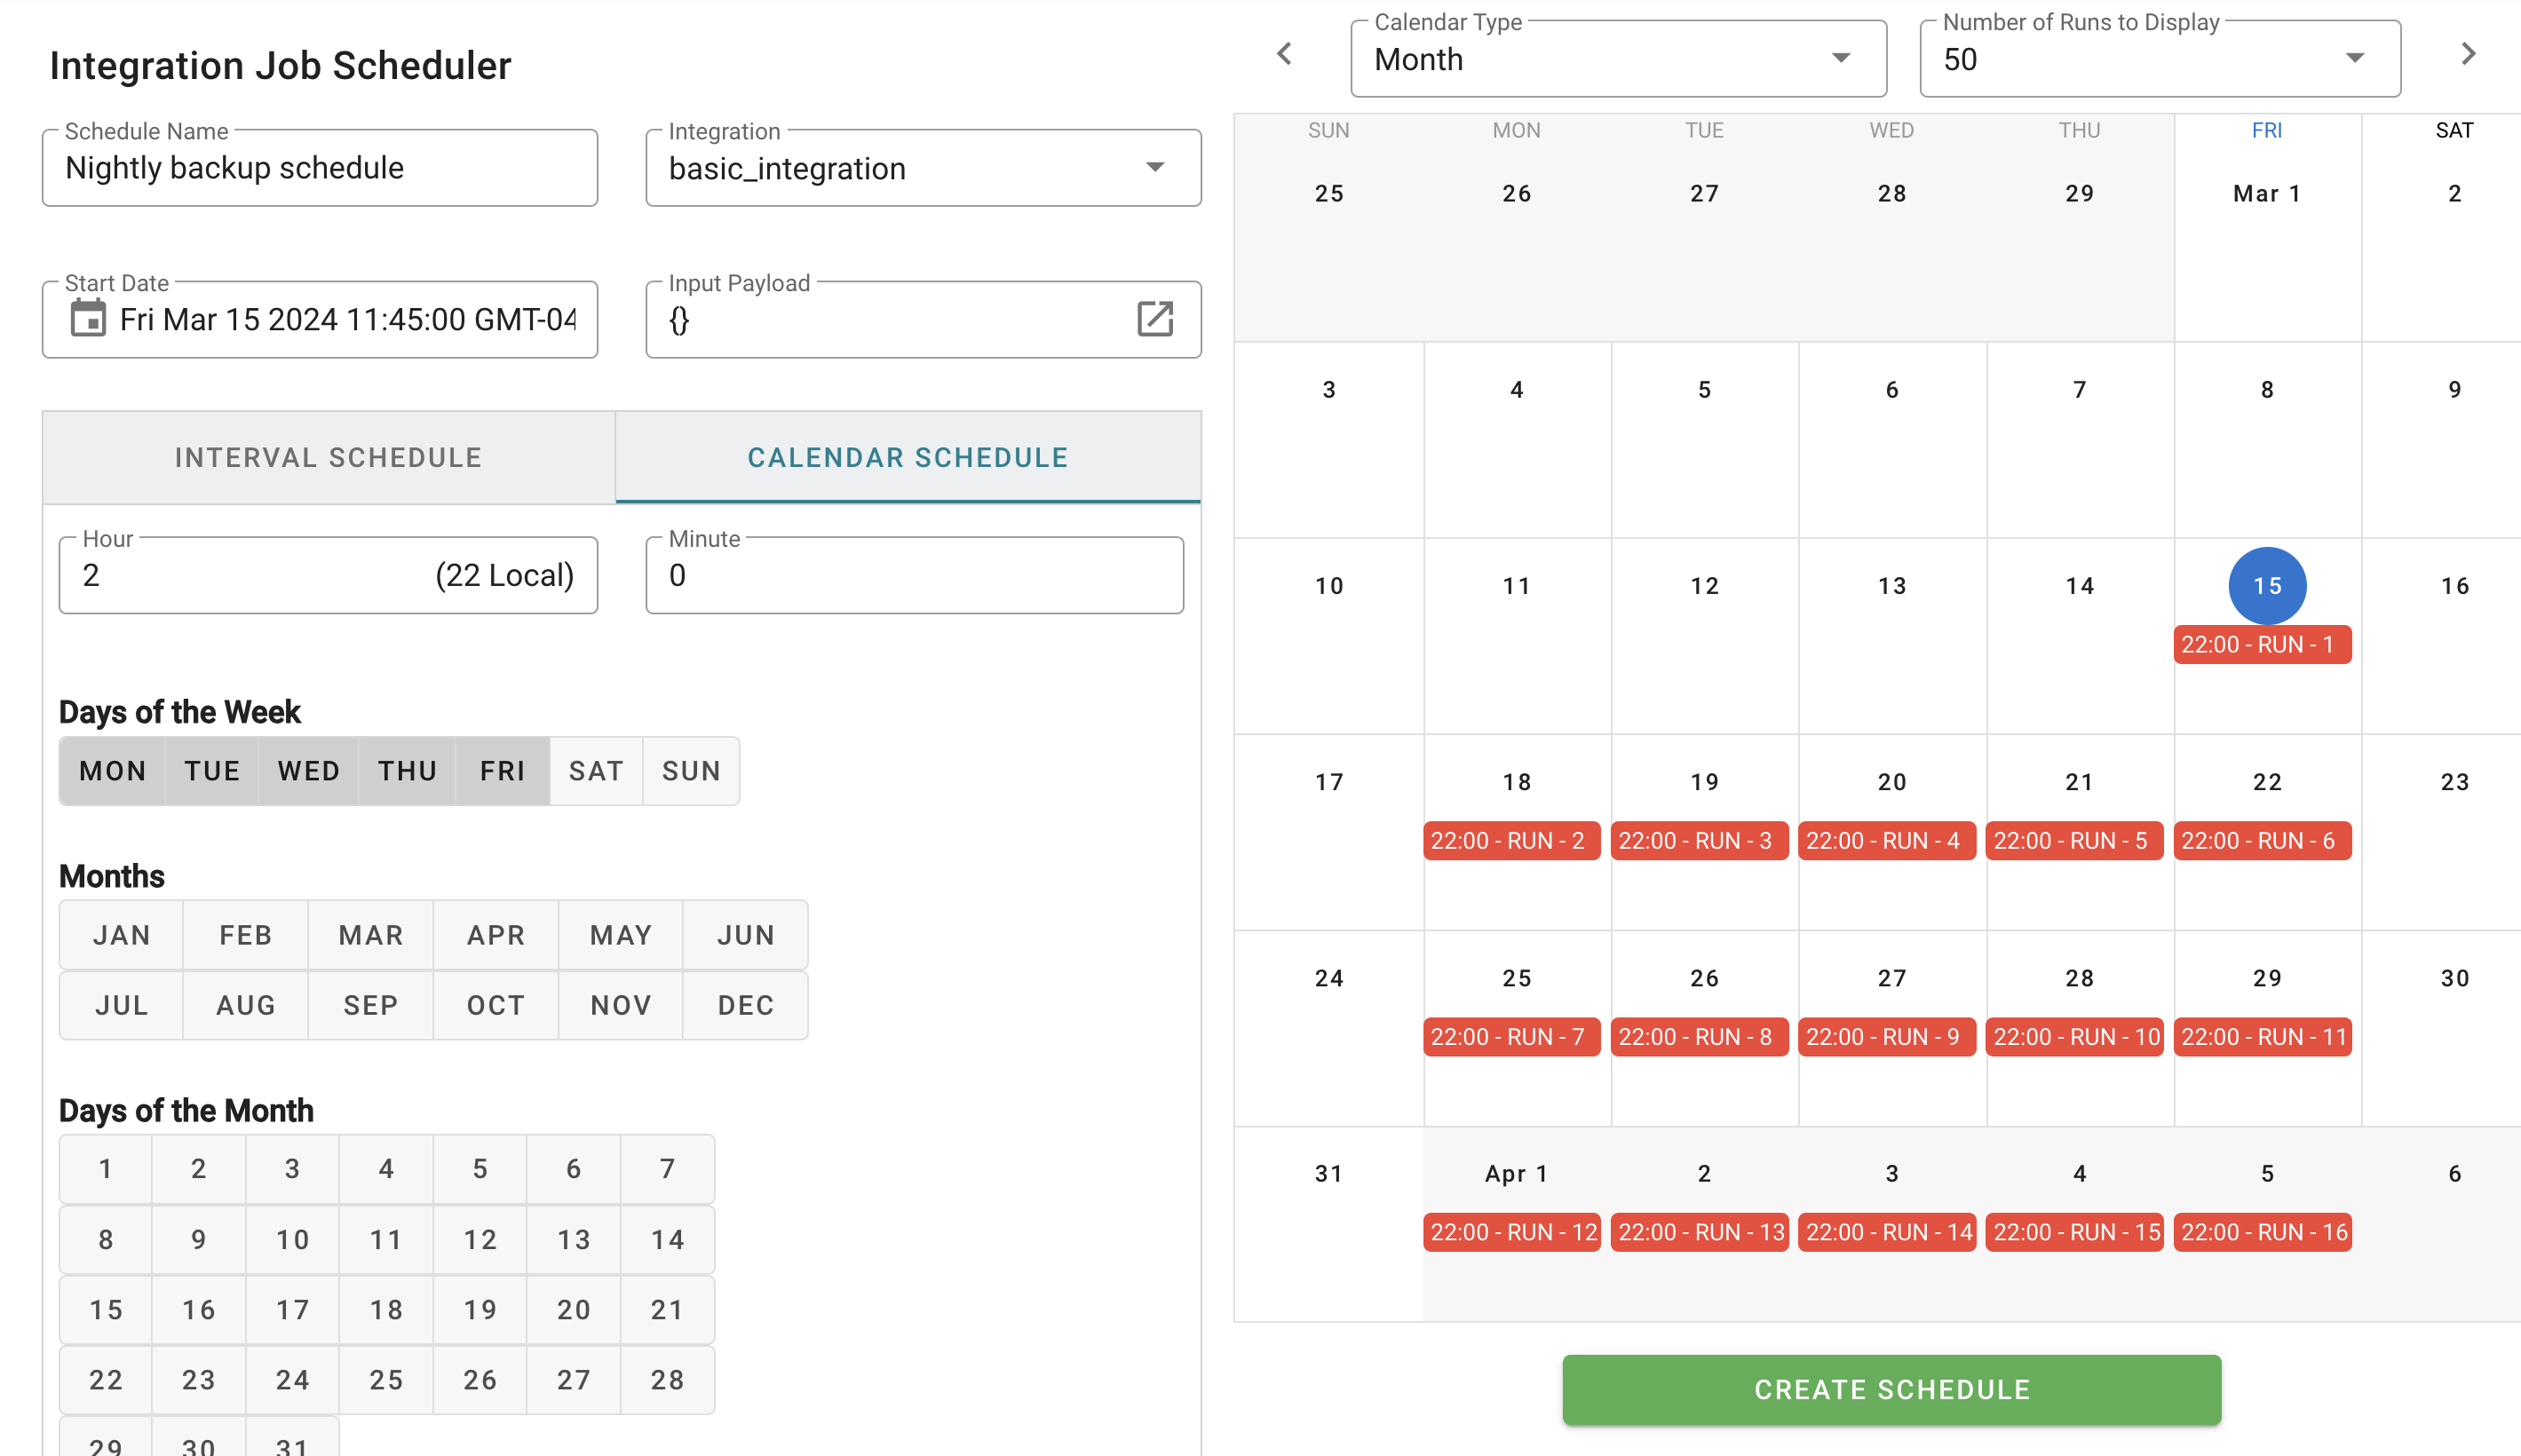 Integration Job Scheduler
Schedule Name
Nightly backup schedule
Integration
basic_integration
Start Date
Fri Mar 15 2024 11:45:00 GMT-04
Input Payload
{}
INTERVAL SCHEDULE
CALENDAR SCHEDULE
Hour
2 (22 Local)
Minute
0
Days of the Week
MON TUE WED THU FRI SAT SUN
Months
JAN FEB MAR APR MAY JUN
JUL AUG SEP OCT NOV DEC
Days of the Month
1 2 3 4 5 6 7
8 9 10 11 12 13 14
15 16 17 18 19 20 21
22 23 24 25 26 27 28
29 30 31
Calendar Type
Month
Number of Runs to Display
50
SUN MON TUE WED THU FRI SAT
25 26 27 28 29 Mar 1 2
3 4 5 6 7 8 9
10 11 12 13 14 15 16
22:00 - RUN - 1
17 18 19 20 21 22 23
22:00 - RUN - 2 22:00 - RUN - 3 22:00 - RUN - 4 22:00 - RUN - 5 22:00 - RUN - 6
24 25 26 27 28 29 30
22:00 - RUN - 7 22:00 - RUN - 8 22:00 - RUN - 9 22:00 - RUN - 10 22:00 - RUN - 11
31 Apr 1 2 3 4 5 6
22:00 - RUN - 12 22:00 - RUN - 13 22:00 - RUN - 14 22:00 - RUN - 15 22:00 - RUN - 16
CREATE SCHEDULE